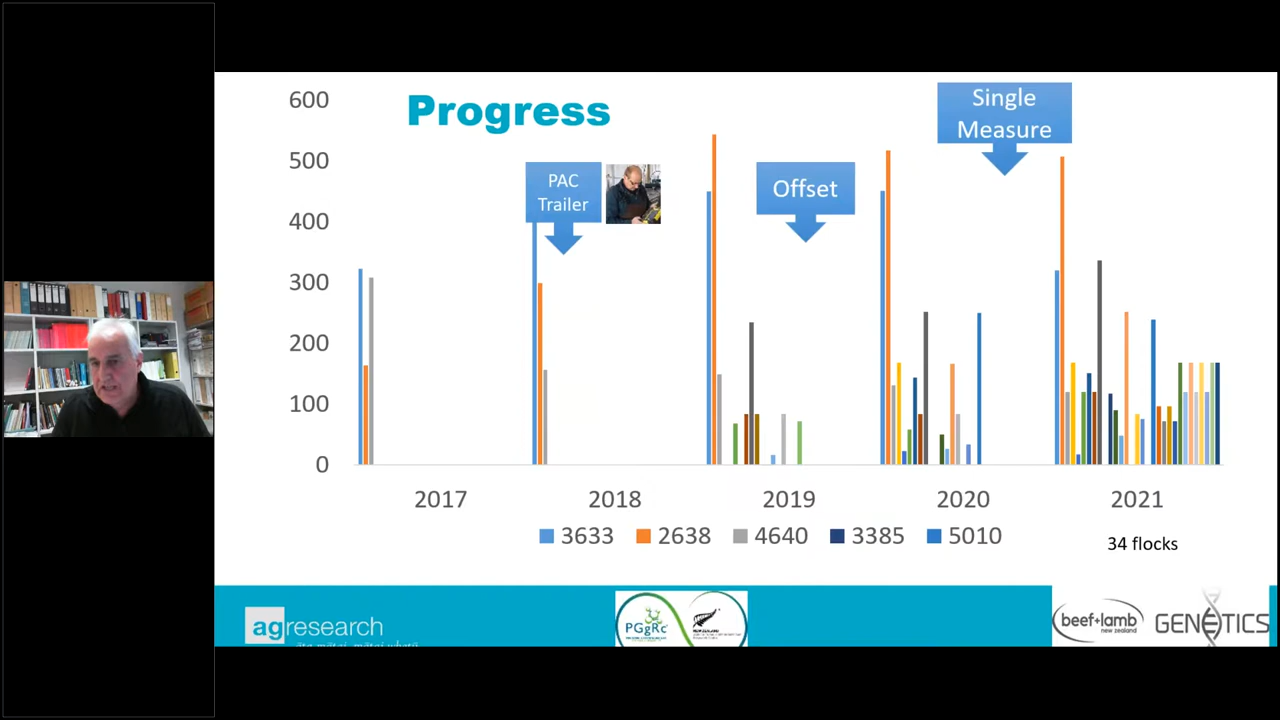 Progress
PAC
Trailer
Offset
Single
Measure
600
500
400
300
200
100
0
2017 2018 2019 2020 2021
3633 2638 4640 3385 5010
34 flocks
agresearch
PGgRc
beef+lamb
new zealand
GENETICS